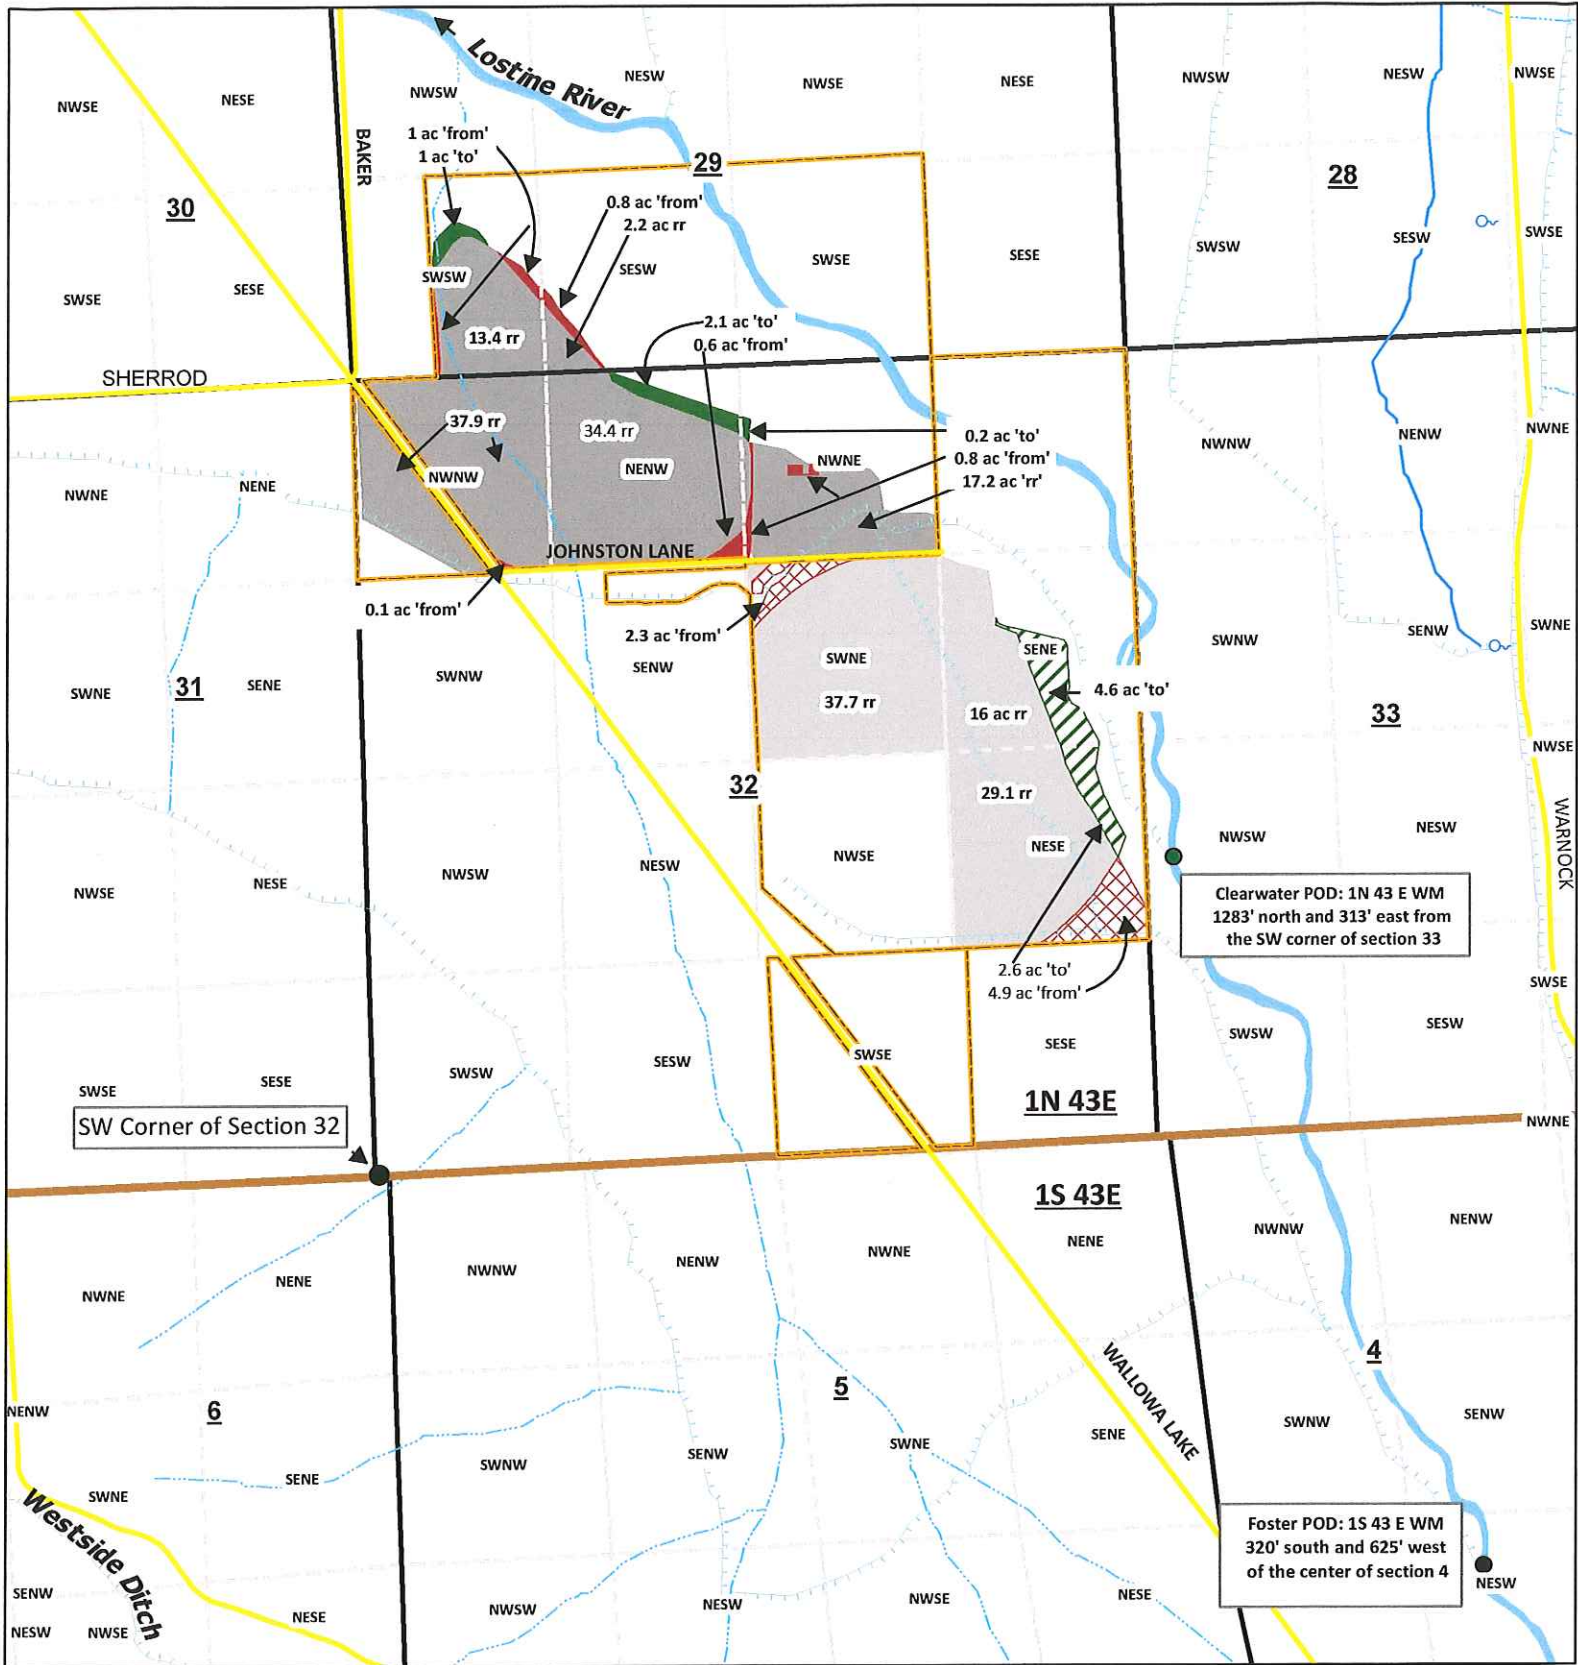 Lostine River
NWSE
NESE
NWSW
NESW
NWSE
NESE
NWSW
NESW
NWSE
BAKER
1 ac 'from'
1 ac 'to'
29
28
30
0.8 ac 'from'
2.2 ac rr
SWSE
SESE
SWSW
SESW
SWSE
SESE
SWSW
SESW
SWSE
13.4 rr
2.1 ac 'to'
0.6 ac 'from'
SHERROD
37.9 rr
34.4 rr
0.2 ac 'to'
0.8 ac 'from'
17.2 ac 'rr'
NWNE
NENE
NWNW
NENW
NWNE
NWNW
NENW
NWNE
JOHNSTON LANE
0.1 ac 'from'
2.3 ac 'from'
SWNE
31
SENE
SWNW
SENW
SWNE
37.7 rr
SENE
4.6 ac 'to'
16 ac rr
SWNW
SENW
SWNE
33
32
29.1 rr
NWSE
NESE
NWSW
NESW
NWSE
NESE
NWSW
NESW
NWSE
WARNOCK
Clearwater POD: 1N 43 E WM
1283' north and 313' east from
the SW corner of section 33
2.6 ac 'to'
4.9 ac 'from'
SWSE
SESE
SWSW
SESW
SWSE
SESE
SWSW
SESW
SWSE
SW Corner of Section 32
1N 43E
NWNE
1S 43E
NWNE
NENE
NWNW
NENW
NWNE
NENE
NWNW
NENW
WALLOWA LAKE
4
5
6
NENW
SWNE
SENE
SWNW
SENW
SWNE
SENE
SWNW
SENW
Westside Ditch
Foster POD: 1S 43 E WM
320' south and 625' west
of the center of section 4
SENW
NESW
NWSE
NESE
NWSW
NESW
NWSE
NESE
NESW